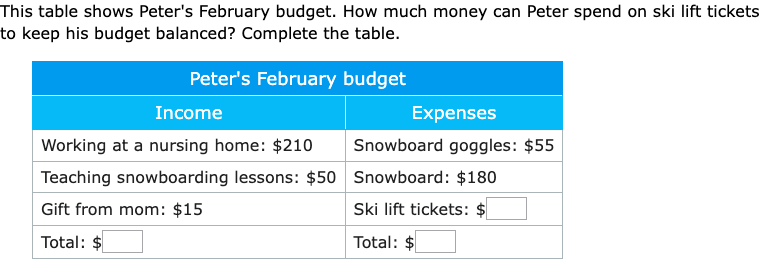 This table shows Peter's February budget. How much money can Peter spend on ski lift tickets
to keep his budget balanced? Complete the table.
Peter's February budget
Income Expenses
Working at a nursing home: $210 Snowboard goggles: $55
Teaching snowboarding lessons: $50 Snowboard: $180
Gift from mom: $15 Ski lift tickets: $
Total: $ Total: $